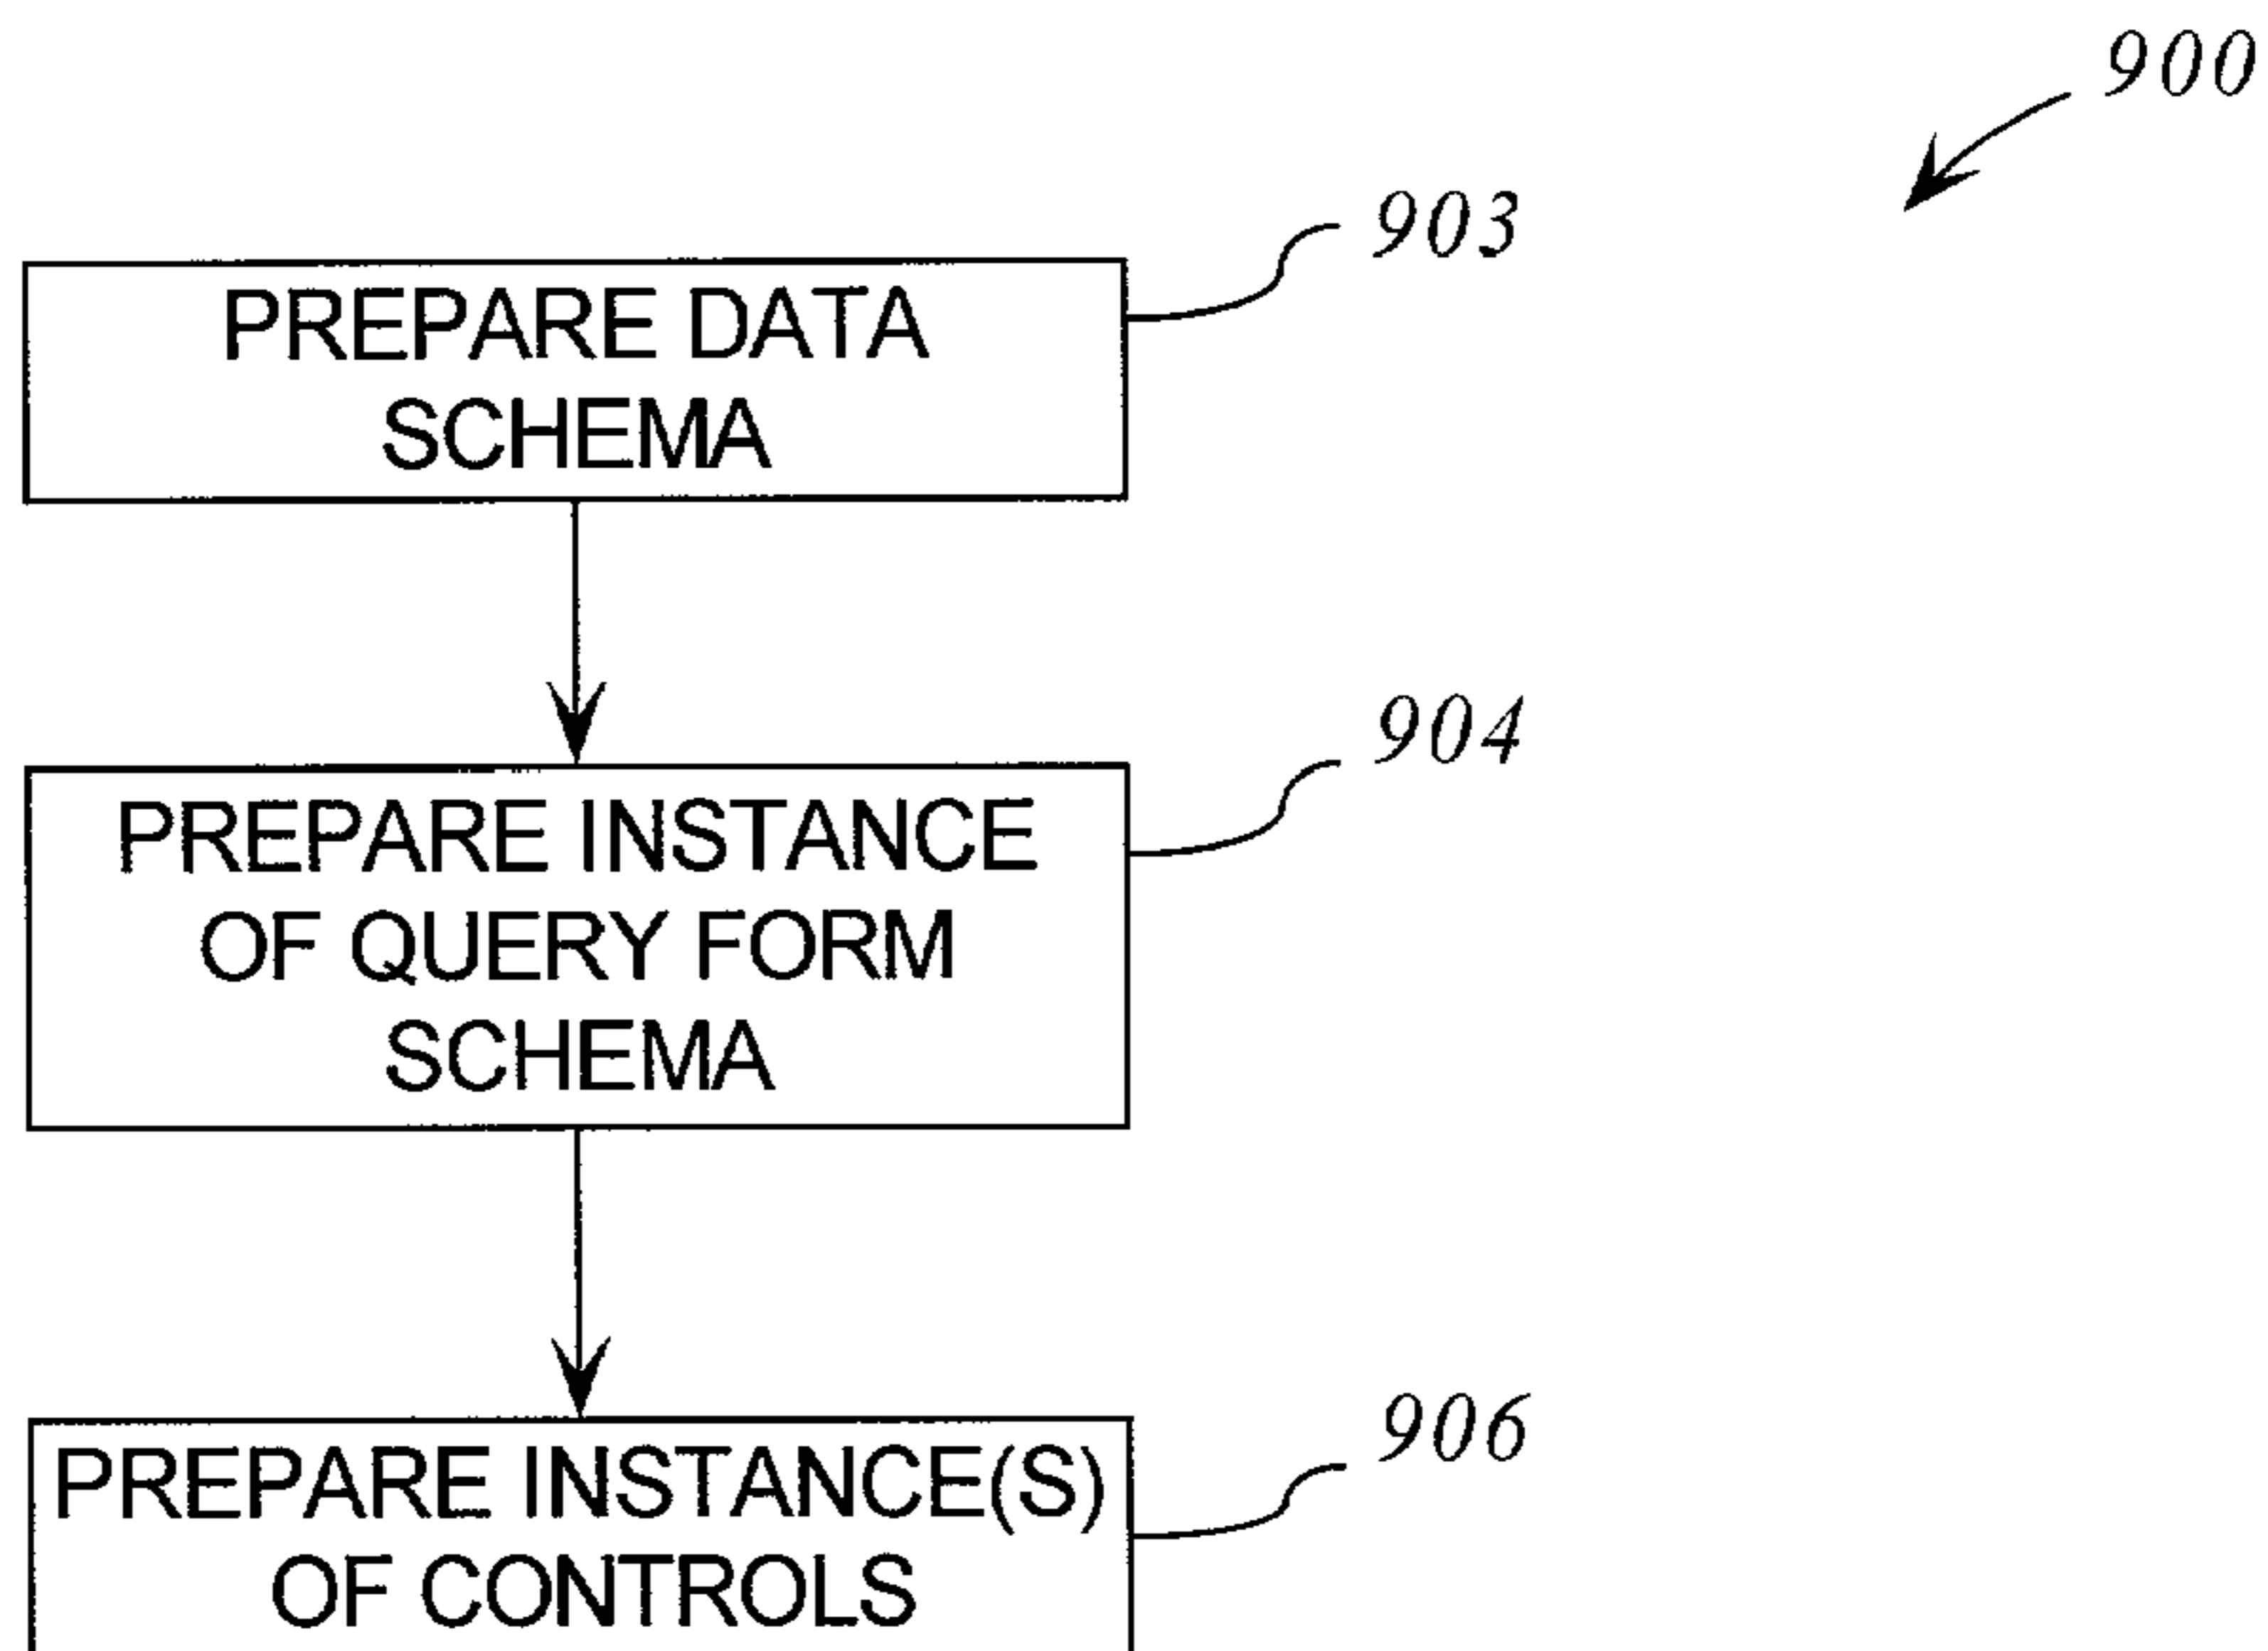 900
903
PREPARE DATA
SCHEMA
904
PREPARE INSTANCE
OF QUERY FORM
SCHEMA
906
PREPARE INSTANCE(S)
OF CONTROLS